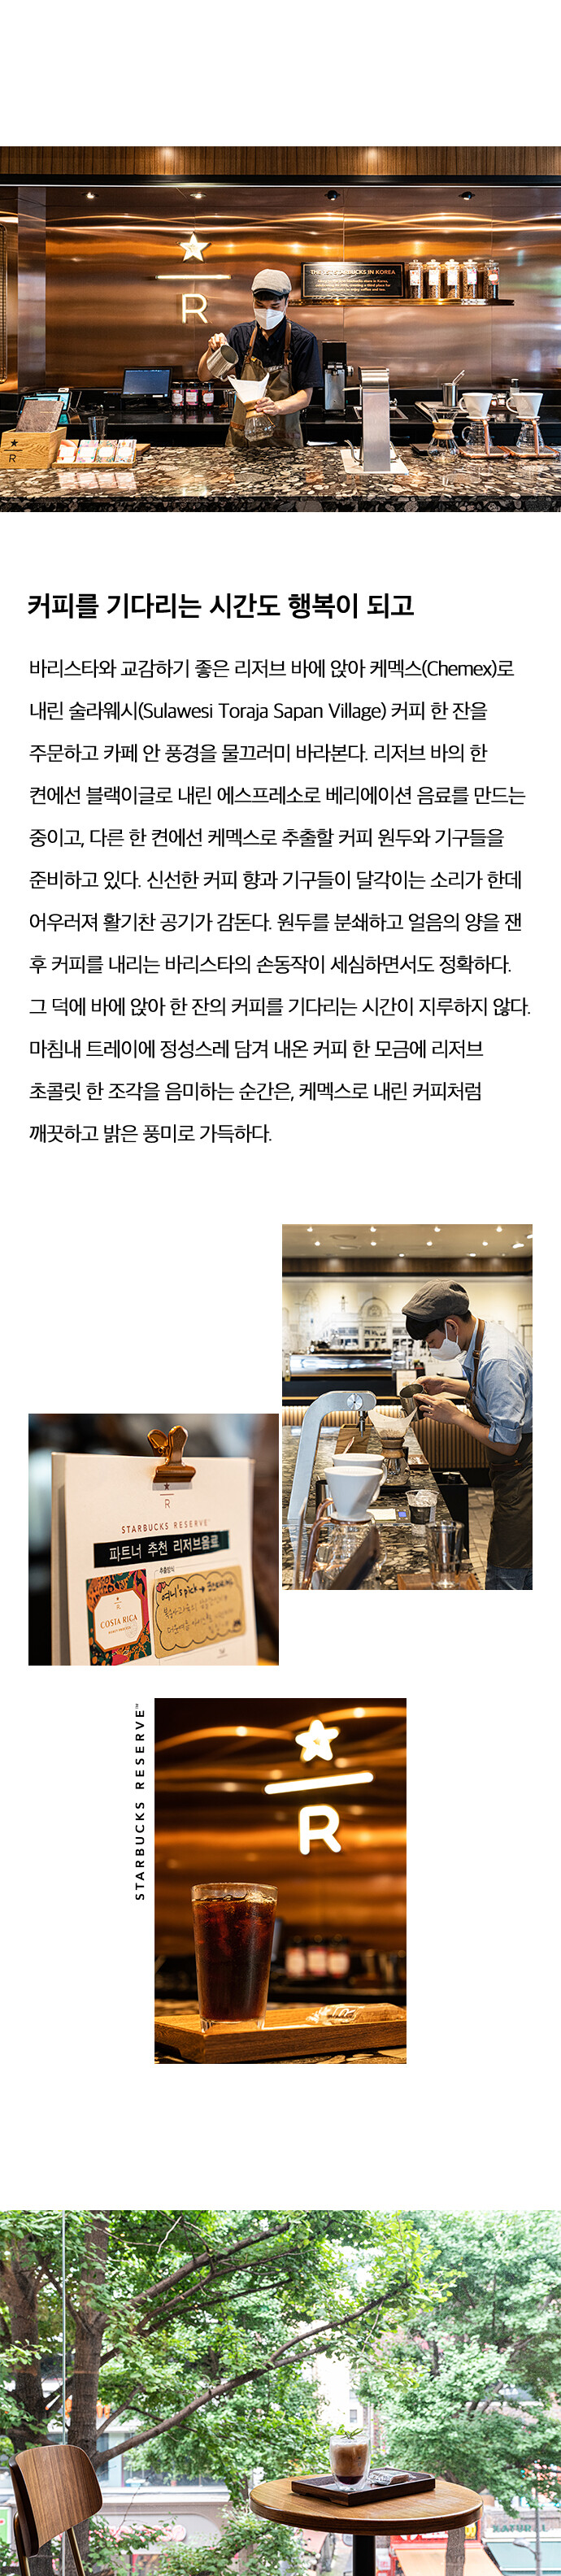 R
THE 1ST STARBUCKS IN KOREA
R
커피를 기다리는 시간도 행복이 되고
바리스타와 교감하기 좋은 리저브 바에 앉아 케멕스(Chemex)로
내린 술라웨시(Sulawesi Toraja Sapan Village) 커피 한 잔을
주문하고 카페 안 풍경을 물끄러미 바라본다. 리저브 바의 한
켠에선 블랙이글로 내린 에스프레소로 베리에이션 음료를 만드는
중이고, 다른 한 켠에선 케멕스로 추출할 커피 원두와 기구들을
준비하고 있다. 신선한 커피 향과 기구들이 달각이는 소리가 한데
어우러져 활기찬 공기가 감돈다. 원두를 분쇄하고 얼음의 양을 잰
후 커피를 내리는 바리스타의 손동작이 세심하면서도 정확하다.
그 덕에 바에 앉아 한 잔의 커피를 기다리는 시간이 지루하지 않다.
마침내 트레이에 정성스레 담겨 내온 커피 한 모금에 리저브
초콜릿 한 조각을 음미하는 순간은, 케멕스로 내린 커피처럼
깨끗하고 밝은 풍미로 가득하다.
R
STARBUCKS RESERVE
파트너 추천 리저브음료
COSTA RICA
STARBUCKS RESERVE™
R